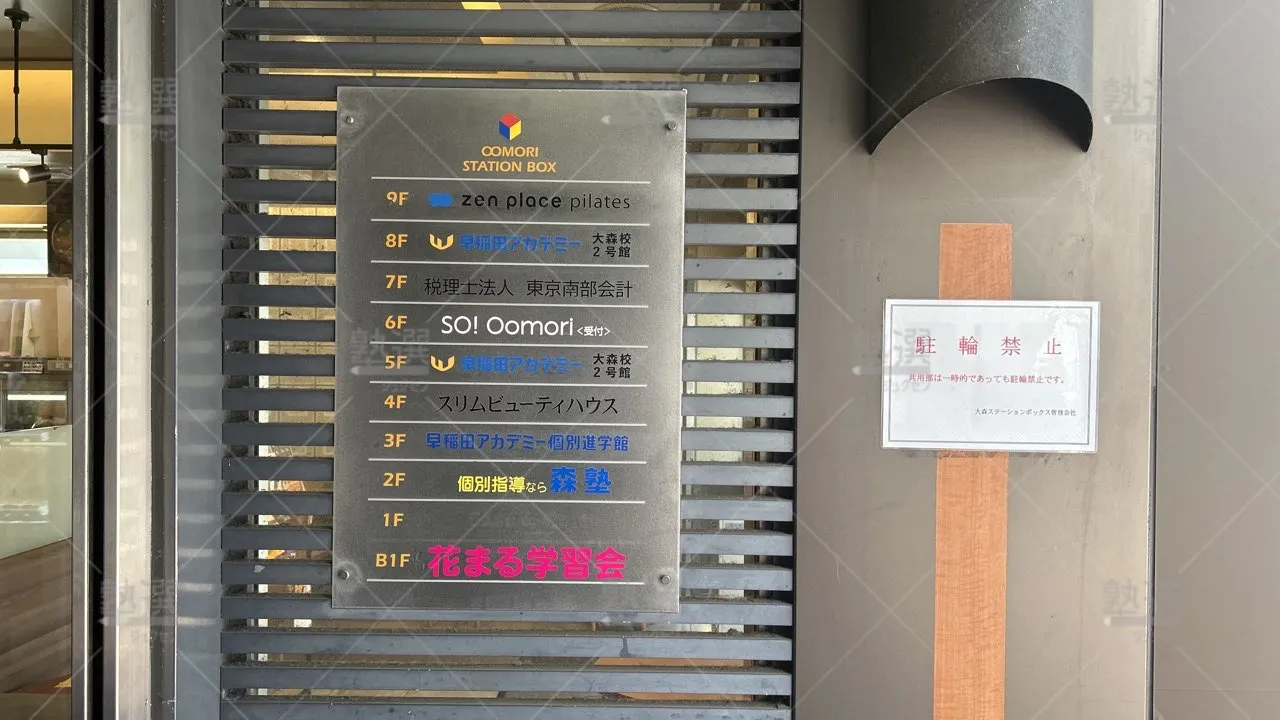 OOMORI
STATION BOX
9F zen place pilates
8F 早稲田アカデミー 大森校
2号館
7F 税理士法人 東京南部会計
6F SO! Oomori <受付>
5F 早稲田アカデミー 大森校
2号館
4F スリムビューティハウス
3F 早稲田アカデミー個別進学館
2F 個別指導なら 森塾
1F
B1F 花まる学習会
駐輪禁止
共用部は一時的であっても駐輪禁止です。
大森ステーションボックス管理会社
塾選